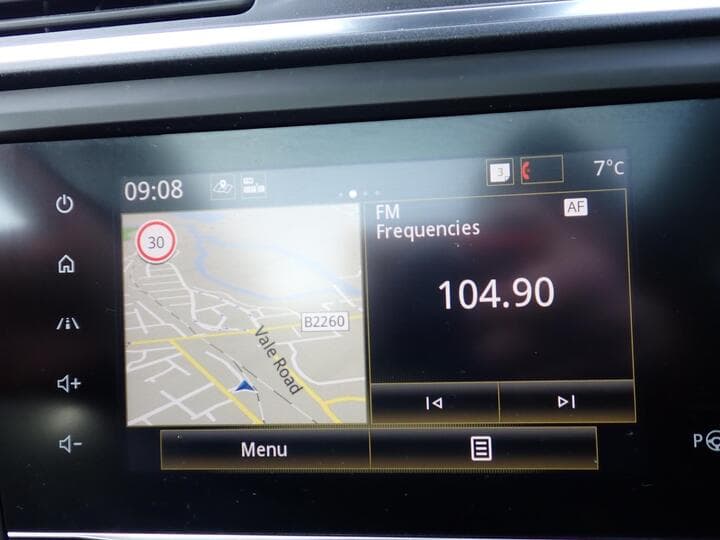 09:08
3
7°C
30
B2260
Vale Road
FM
Frequencies
AF
104.90
Menu
P